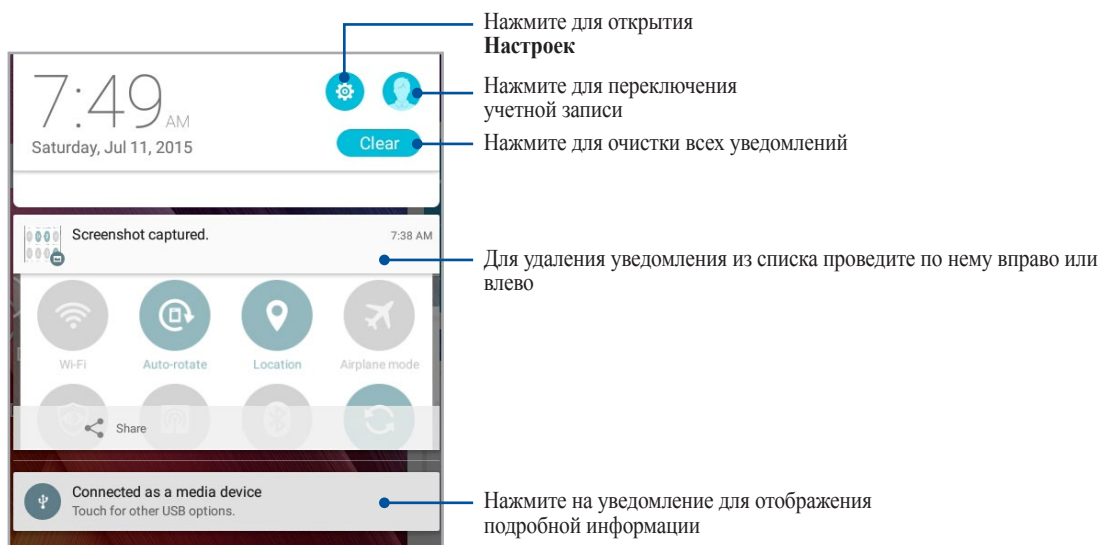 Нажмите для открытия
Настроек
7:49 AM
Saturday, Jul 11, 2015
Нажмите для переключения
учетной записи
Clear
Нажмите для очистки всех уведомлений
Screenshot captured.
7:38 AM
Для удаления уведомления из списка проведите по нему вправо или
влево
Wi-Fi
Auto-rotate
Location
Airplane mode
Share
Connected as a media device
Touch for other USB options.
Нажмите на уведомление для отображения
подробной информации